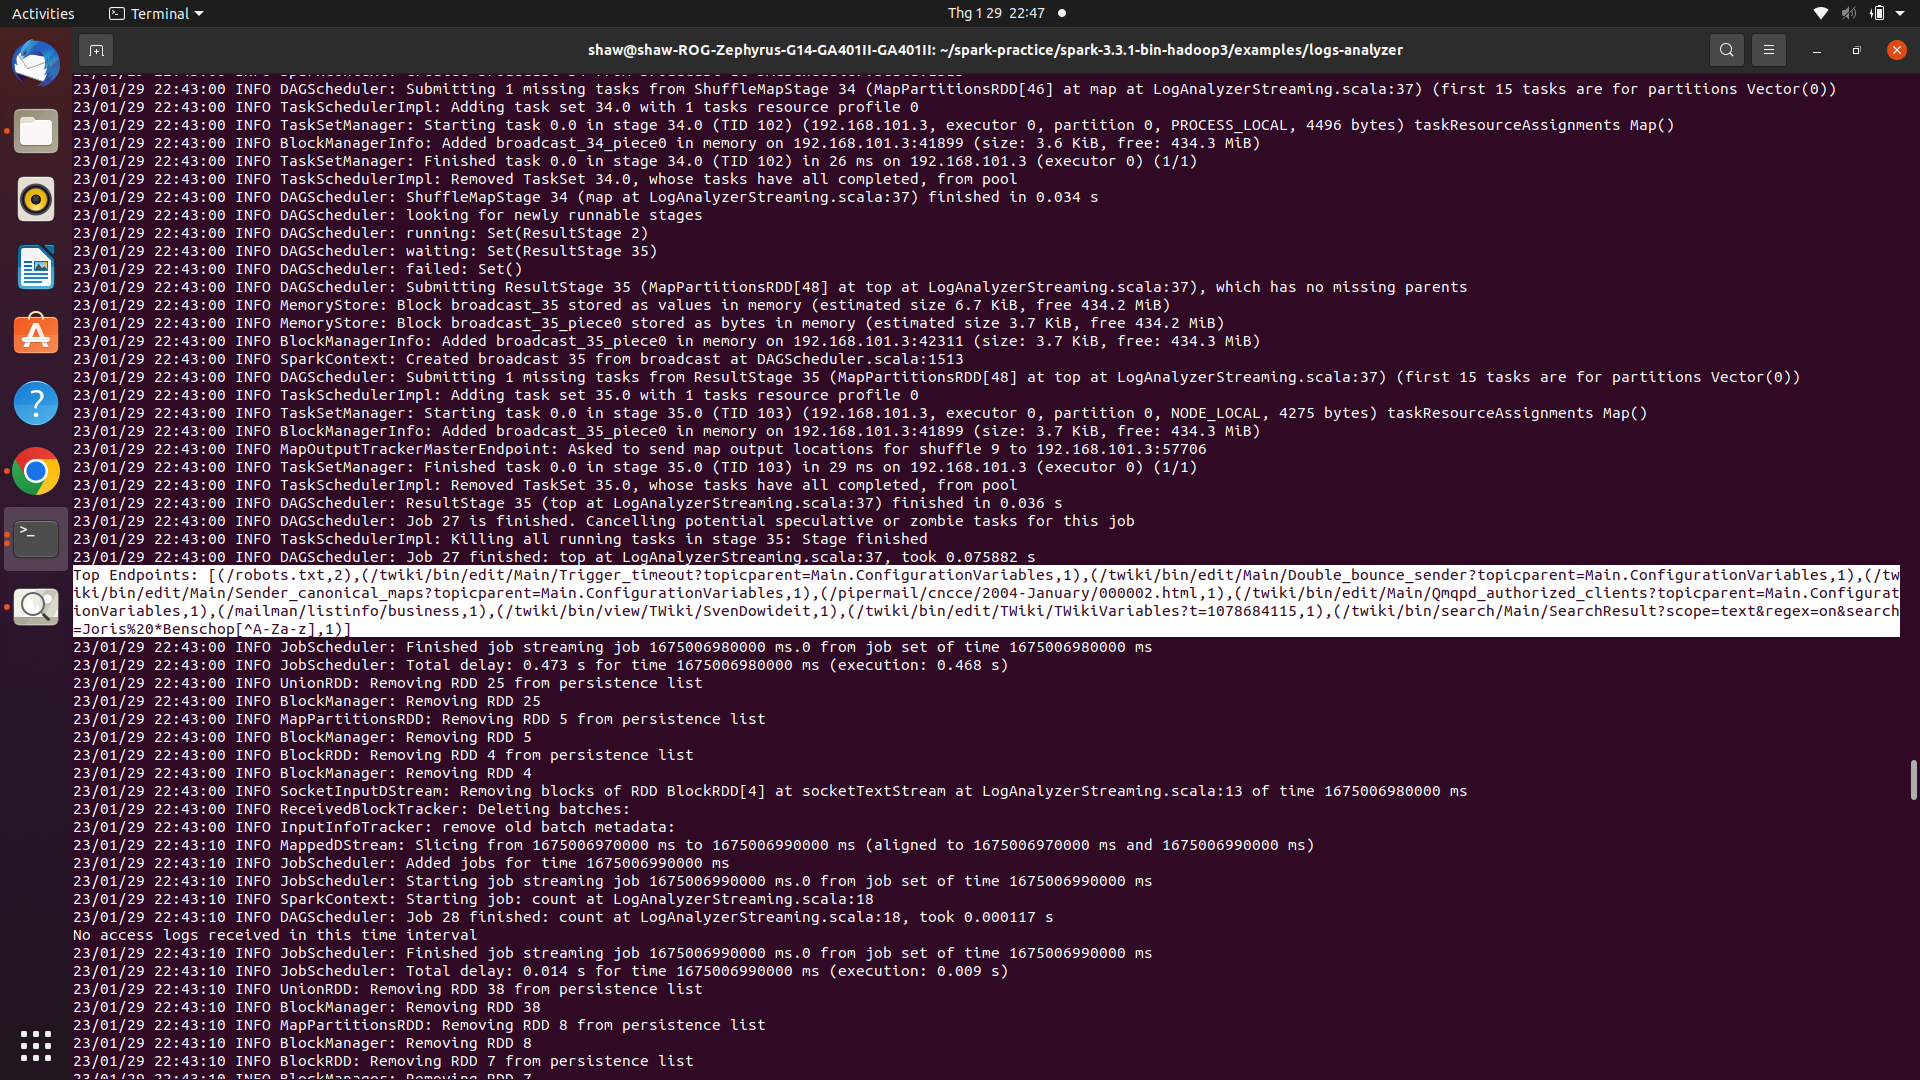 Activities
Terminal
Thg 1 29 22:47
shaw@shaw-ROG-Zephyrus-G14-GA401II-GA401II: ~/spark-practice/spark-3.3.1-bin-hadoop3/examples/logs-analyzer
23/01/29 22:43:00 INFO DAGScheduler: Submitting 1 missing tasks from ShuffleMapStage 34 (MapPartitionsRDD[46] at map at LogAnalyzerStreaming.scala:37) (first 15 tasks are for partitions Vector(0))
23/01/29 22:43:00 INFO TaskSchedulerImpl: Adding task set 34.0 with 1 tasks resource profile 0
23/01/29 22:43:00 INFO TaskSetManager: Starting task 0.0 in stage 34.0 (TID 102) (192.168.101.3, executor 0, partition 0, PROCESS_LOCAL, 4496 bytes) taskResourceAssignments Map()
23/01/29 22:43:00 INFO BlockManagerInfo: Added broadcast_34_piece0 in memory on 192.168.101.3:41899 (size: 3.6 KiB, free: 434.3 MiB)
23/01/29 22:43:00 INFO TaskSetManager: Finished task 0.0 in stage 34.0 (TID 102) in 26 ms on 192.168.101.3 (executor 0) (1/1)
23/01/29 22:43:00 INFO TaskSchedulerImpl: Removed TaskSet 34.0, whose tasks have all completed, from pool
23/01/29 22:43:00 INFO DAGScheduler: ShuffleMapStage 34 (map at LogAnalyzerStreaming.scala:37) finished in 0.034 s
23/01/29 22:43:00 INFO DAGScheduler: looking for newly runnable stages
23/01/29 22:43:00 INFO DAGScheduler: running: Set(ResultStage 2)
23/01/29 22:43:00 INFO DAGScheduler: waiting: Set(ResultStage 35)
23/01/29 22:43:00 INFO DAGScheduler: failed: Set()
23/01/29 22:43:00 INFO DAGScheduler: Submitting ResultStage 35 (MapPartitionsRDD[48] at top at LogAnalyzerStreaming.scala:37), which has no missing parents
23/01/29 22:43:00 INFO MemoryStore: Block broadcast_35 stored as values in memory (estimated size 6.7 KiB, free 434.2 MiB)
23/01/29 22:43:00 INFO MemoryStore: Block broadcast_35_piece0 stored as bytes in memory (estimated size 3.7 KiB, free 434.2 MiB)
23/01/29 22:43:00 INFO BlockManagerInfo: Added broadcast_35_piece0 in memory on 192.168.101.3:42311 (size: 3.7 KiB, free: 434.3 MiB)
23/01/29 22:43:00 INFO SparkContext: Created broadcast 35 from broadcast at DAGScheduler.scala:1513
23/01/29 22:43:00 INFO DAGScheduler: Submitting 1 missing tasks from ResultStage 35 (MapPartitionsRDD[48] at top at LogAnalyzerStreaming.scala:37) (first 15 tasks are for partitions Vector(0))
23/01/29 22:43:00 INFO TaskSchedulerImpl: Adding task set 35.0 with 1 tasks resource profile 0
23/01/29 22:43:00 INFO TaskSetManager: Starting task 0.0 in stage 35.0 (TID 103) (192.168.101.3, executor 0, partition 0, NODE_LOCAL, 4275 bytes) taskResourceAssignments Map()
23/01/29 22:43:00 INFO BlockManagerInfo: Added broadcast_35_piece0 in memory on 192.168.101.3:41899 (size: 3.7 KiB, free: 434.3 MiB)
23/01/29 22:43:00 INFO MapOutputTrackerMasterEndpoint: Asked to send map output locations for shuffle 9 to 192.168.101.3:57706
23/01/29 22:43:00 INFO TaskSetManager: Finished task 0.0 in stage 35.0 (TID 103) in 29 ms on 192.168.101.3 (executor 0) (1/1)
23/01/29 22:43:00 INFO TaskSchedulerImpl: Removed TaskSet 35.0, whose tasks have all completed, from pool
23/01/29 22:43:00 INFO DAGScheduler: ResultStage 35 (top at LogAnalyzerStreaming.scala:37) finished in 0.036 s
23/01/29 22:43:00 INFO DAGScheduler: Job 27 is finished. Cancelling potential speculative or zombie tasks for this job
23/01/29 22:43:00 INFO TaskSchedulerImpl: Killing all running tasks in stage 35: Stage finished
23/01/29 22:43:00 INFO DAGScheduler: Job 27 finished: top at LogAnalyzerStreaming.scala:37, took 0.075882 s
Top Endpoints: [(/robots.txt,2),(/twiki/bin/edit/Main/Trigger_timeout?topicparent=Main.ConfigurationVariables,1),(/twiki/bin/edit/Main/Double_bounce_sender?topicparent=Main.ConfigurationVariables,1),(/tw
iki/bin/edit/Main/Sender_canonical_maps?topicparent=Main.ConfigurationVariables,1),(/pipermail/cncce/2004-January/000002.html,1),(/twiki/bin/edit/Main/Qmqpd_authorized_clients?topicparent=Main.Configurat
ionVariables,1),(/mailman/listinfo/business,1),(/twiki/bin/view/TWiki/SvenDowideit,1),(/twiki/bin/edit/TWiki/TWikiVariables?t=1078684115,1),(/twiki/bin/search/Main/SearchResult?scope=text&regex=on&search
=Joris%20*Benschop[^A-Za-z],1)]
23/01/29 22:43:00 INFO JobScheduler: Finished job streaming job 1675006980000 ms.0 from job set of time 1675006980000 ms
23/01/29 22:43:00 INFO JobScheduler: Total delay: 0.473 s for time 1675006980000 ms (execution: 0.468 s)
23/01/29 22:43:00 INFO UnionRDD: Removing RDD 25 from persistence list
23/01/29 22:43:00 INFO BlockManager: Removing RDD 25
23/01/29 22:43:00 INFO MapPartitionsRDD: Removing RDD 5 from persistence list
23/01/29 22:43:00 INFO BlockManager: Removing RDD 5
23/01/29 22:43:00 INFO BlockRDD: Removing RDD 4 from persistence list
23/01/29 22:43:00 INFO BlockManager: Removing RDD 4
23/01/29 22:43:00 INFO SocketInputDStream: Removing blocks of RDD BlockRDD[4] at socketTextStream at LogAnalyzerStreaming.scala:13 of time 1675006980000 ms
23/01/29 22:43:00 INFO ReceivedBlockTracker: Deleting batches:
23/01/29 22:43:00 INFO InputInfoTracker: remove old batch metadata:
23/01/29 22:43:10 INFO MappedDStream: Slicing from 1675006970000 ms to 1675006990000 ms (aligned to 1675006970000 ms and 1675006990000 ms)
23/01/29 22:43:10 INFO JobScheduler: Added jobs for time 1675006990000 ms
23/01/29 22:43:10 INFO JobScheduler: Starting job streaming job 1675006990000 ms.0 from job set of time 1675006990000 ms
23/01/29 22:43:10 INFO SparkContext: Starting job: count at LogAnalyzerStreaming.scala:18
23/01/29 22:43:10 INFO DAGScheduler: Job 28 finished: count at LogAnalyzerStreaming.scala:18, took 0.000117 s
No access logs received in this time interval
23/01/29 22:43:10 INFO JobScheduler: Finished job streaming job 1675006990000 ms.0 from job set of time 1675006990000 ms
23/01/29 22:43:10 INFO JobScheduler: Total delay: 0.014 s for time 1675006990000 ms (execution: 0.009 s)
23/01/29 22:43:10 INFO UnionRDD: Removing RDD 38 from persistence list
23/01/29 22:43:10 INFO BlockManager: Removing RDD 38
23/01/29 22:43:10 INFO MapPartitionsRDD: Removing RDD 8 from persistence list
23/01/29 22:43:10 INFO BlockManager: Removing RDD 8
23/01/29 22:43:10 INFO BlockRDD: Removing RDD 7 from persistence list
23/01/29 22:43:10 INFO BlockManager: Removing RDD 7